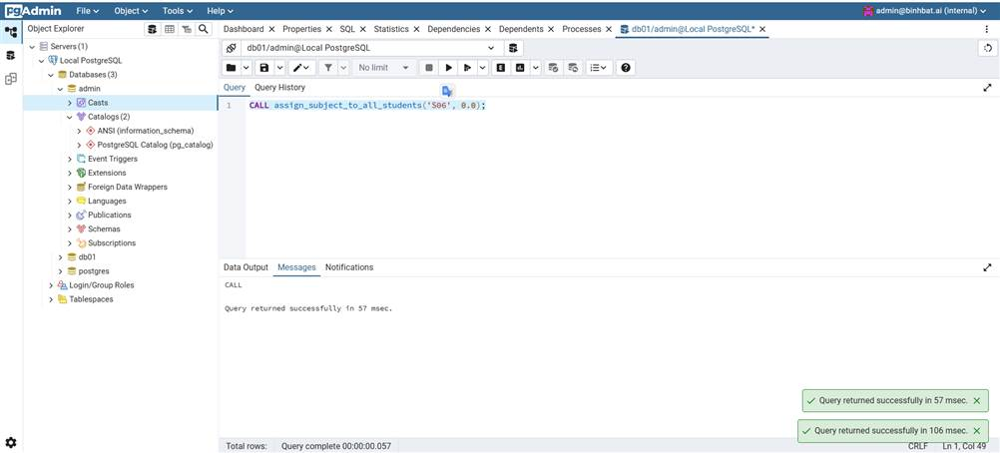 pgAdmin File Object Tools Help admin@binhbat.ai (internal)
Object Explorer
Dashboard Properties SQL Statistics Dependencies Dependents Processes db01/admin@Local PostgreSQL*
Servers (1)
Local PostgreSQL
Databases (3)
admin
Casts
Catalogs (2)
ANSI (information_schema)
PostgreSQL Catalog (pg_catalog)
Event Triggers
Extensions
Foreign Data Wrappers
Languages
Publications
Schemas
Subscriptions
db01
postgres
Login/Group Roles
Tablespaces
db01/admin@Local PostgreSQL
No limit
Query Query History
1 CALL assign_subject_to_all_students('S06', 0.0);
Data Output Messages Notifications
CALL
Query returned successfully in 57 msec.
Query returned successfully in 57 msec.
Query returned successfully in 106 msec.
Total rows: Query complete 00:00:00.057 CRLF Ln 1, Col 49